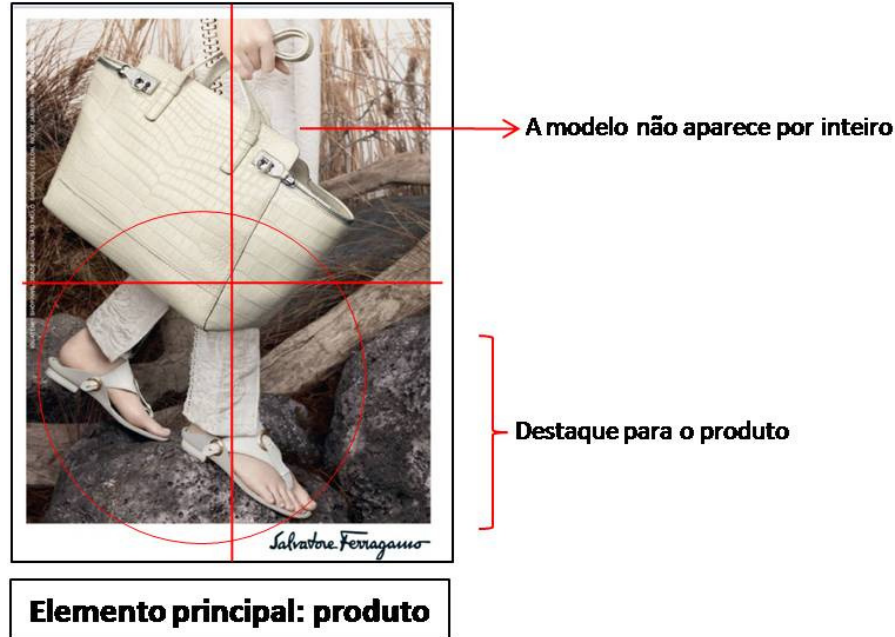 A modelo não aparece por inteiro
Destaque para o produto
Salvatore Ferragamo
Elemento principal: produto